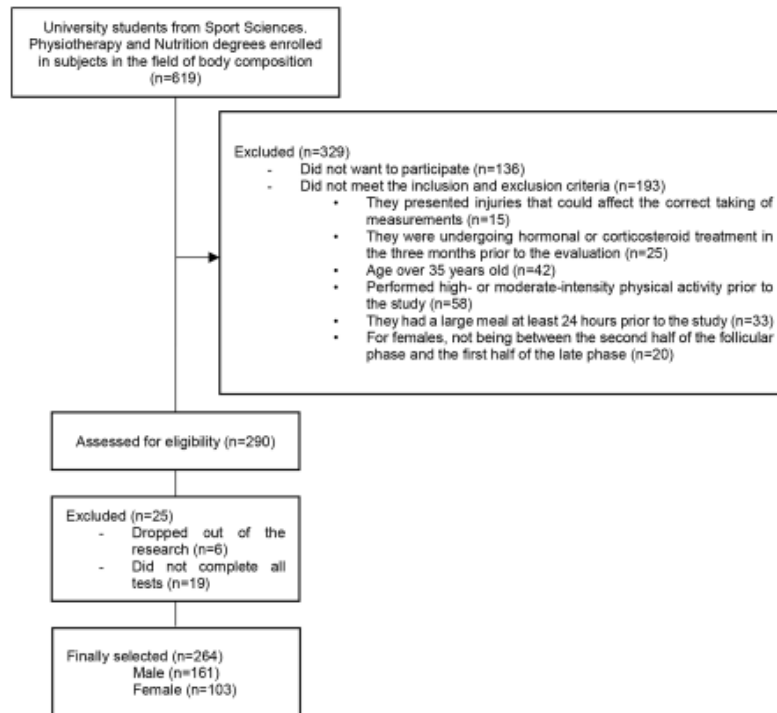 University students from Sport Sciences.
Physiotherapy and Nutrition degrees enrolled
in subjects in the field of body composition
(n=619)
Excluded (n=329)
- Did not want to participate (n=136)
- Did not meet the inclusion and exclusion criteria (n=193)
• They presented injuries that could affect the correct taking of
measurements (n=15)
• They were undergoing hormonal or corticosteroid treatment in
the three months prior to the evaluation (n=25)
• Age over 35 years old (n=42)
• Performed high- or moderate-intensity physical activity prior to
the study (n=58)
• They had a large meal at least 24 hours prior to the study (n=33)
• For females, not being between the second half of the follicular
phase and the first half of the late phase (n=20)
Assessed for eligibility (n=290)
Excluded (n=25)
- Dropped out of the
research (n=6)
- Did not complete all
tests (n=19)
Finally selected (n=264)
Male (n=161)
Female (n=103)